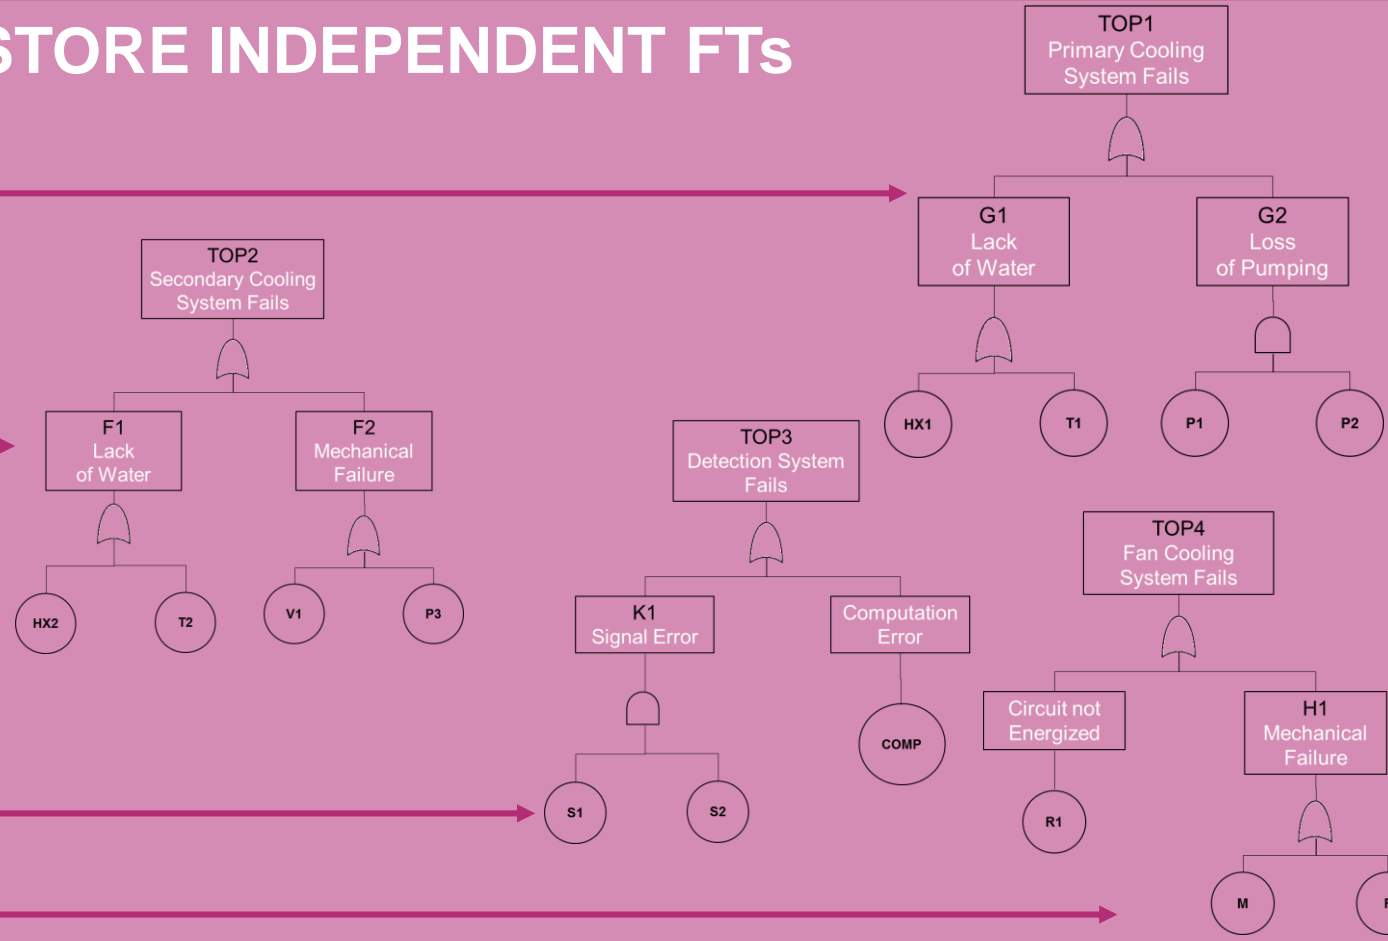 STORE INDEPENDENT FTs
TOP1
Primary Cooling
System Fails
G1
Lack
of Water
G2
Loss
of Pumping
HX1
T1
P1
P2
TOP2
Secondary Cooling
System Fails
F1
Lack
of Water
F2
Mechanical
Failure
HX2
T2
V1
P3
TOP3
Detection System
Fails
K1
Signal Error
Computation
Error
S1
S2
COMP
TOP4
Fan Cooling
System Fails
Circuit not
Energized
H1
Mechanical
Failure
R1
M